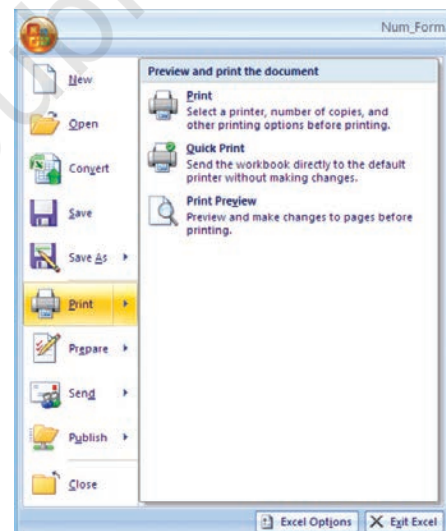 Num_Form
New
Open
Convert
Save
Save As
Print
Prepare
Send
Publish
Close
Preview and print the document
Print
Select a printer, number of copies, and
other printing options before printing.
Quick Print
Send the workbook directly to the default
printer without making changes.
Print Preview
Preview and make changes to pages before
printing.
Excel Options
Exit Excel